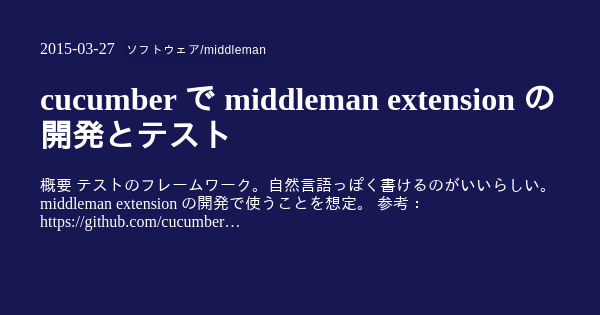 2015-03-27 ソフトウェア/middleman
cucumber で middleman extension の
開発とテスト
概要 テストのフレームワーク。自然言語っぽく書けるのがいいらしい。
middleman extension の開発で使うことを想定。 参考：
https://github.com/cucumber…